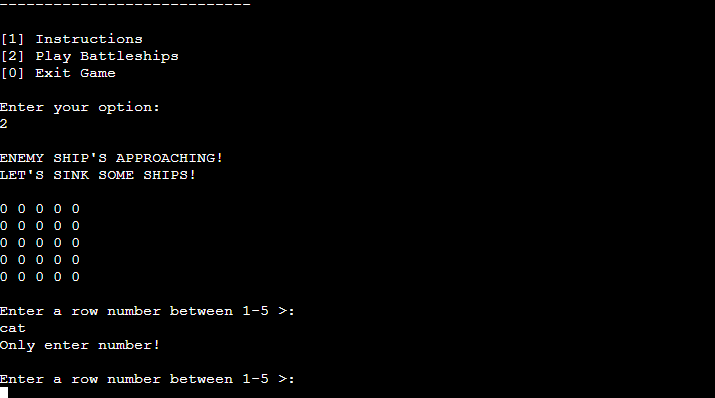 ----------------------------
[1] Instructions
[2] Play Battleships
[0] Exit Game
Enter your option:
2
ENEMY SHIP'S APPROACHING!
LET'S SINK SOME SHIPS!
0 0 0 0 0
0 0 0 0 0
0 0 0 0 0
0 0 0 0 0
0 0 0 0 0
Enter a row number between 1-5 >:
cat
Only enter number!
Enter a row number between 1-5 >: